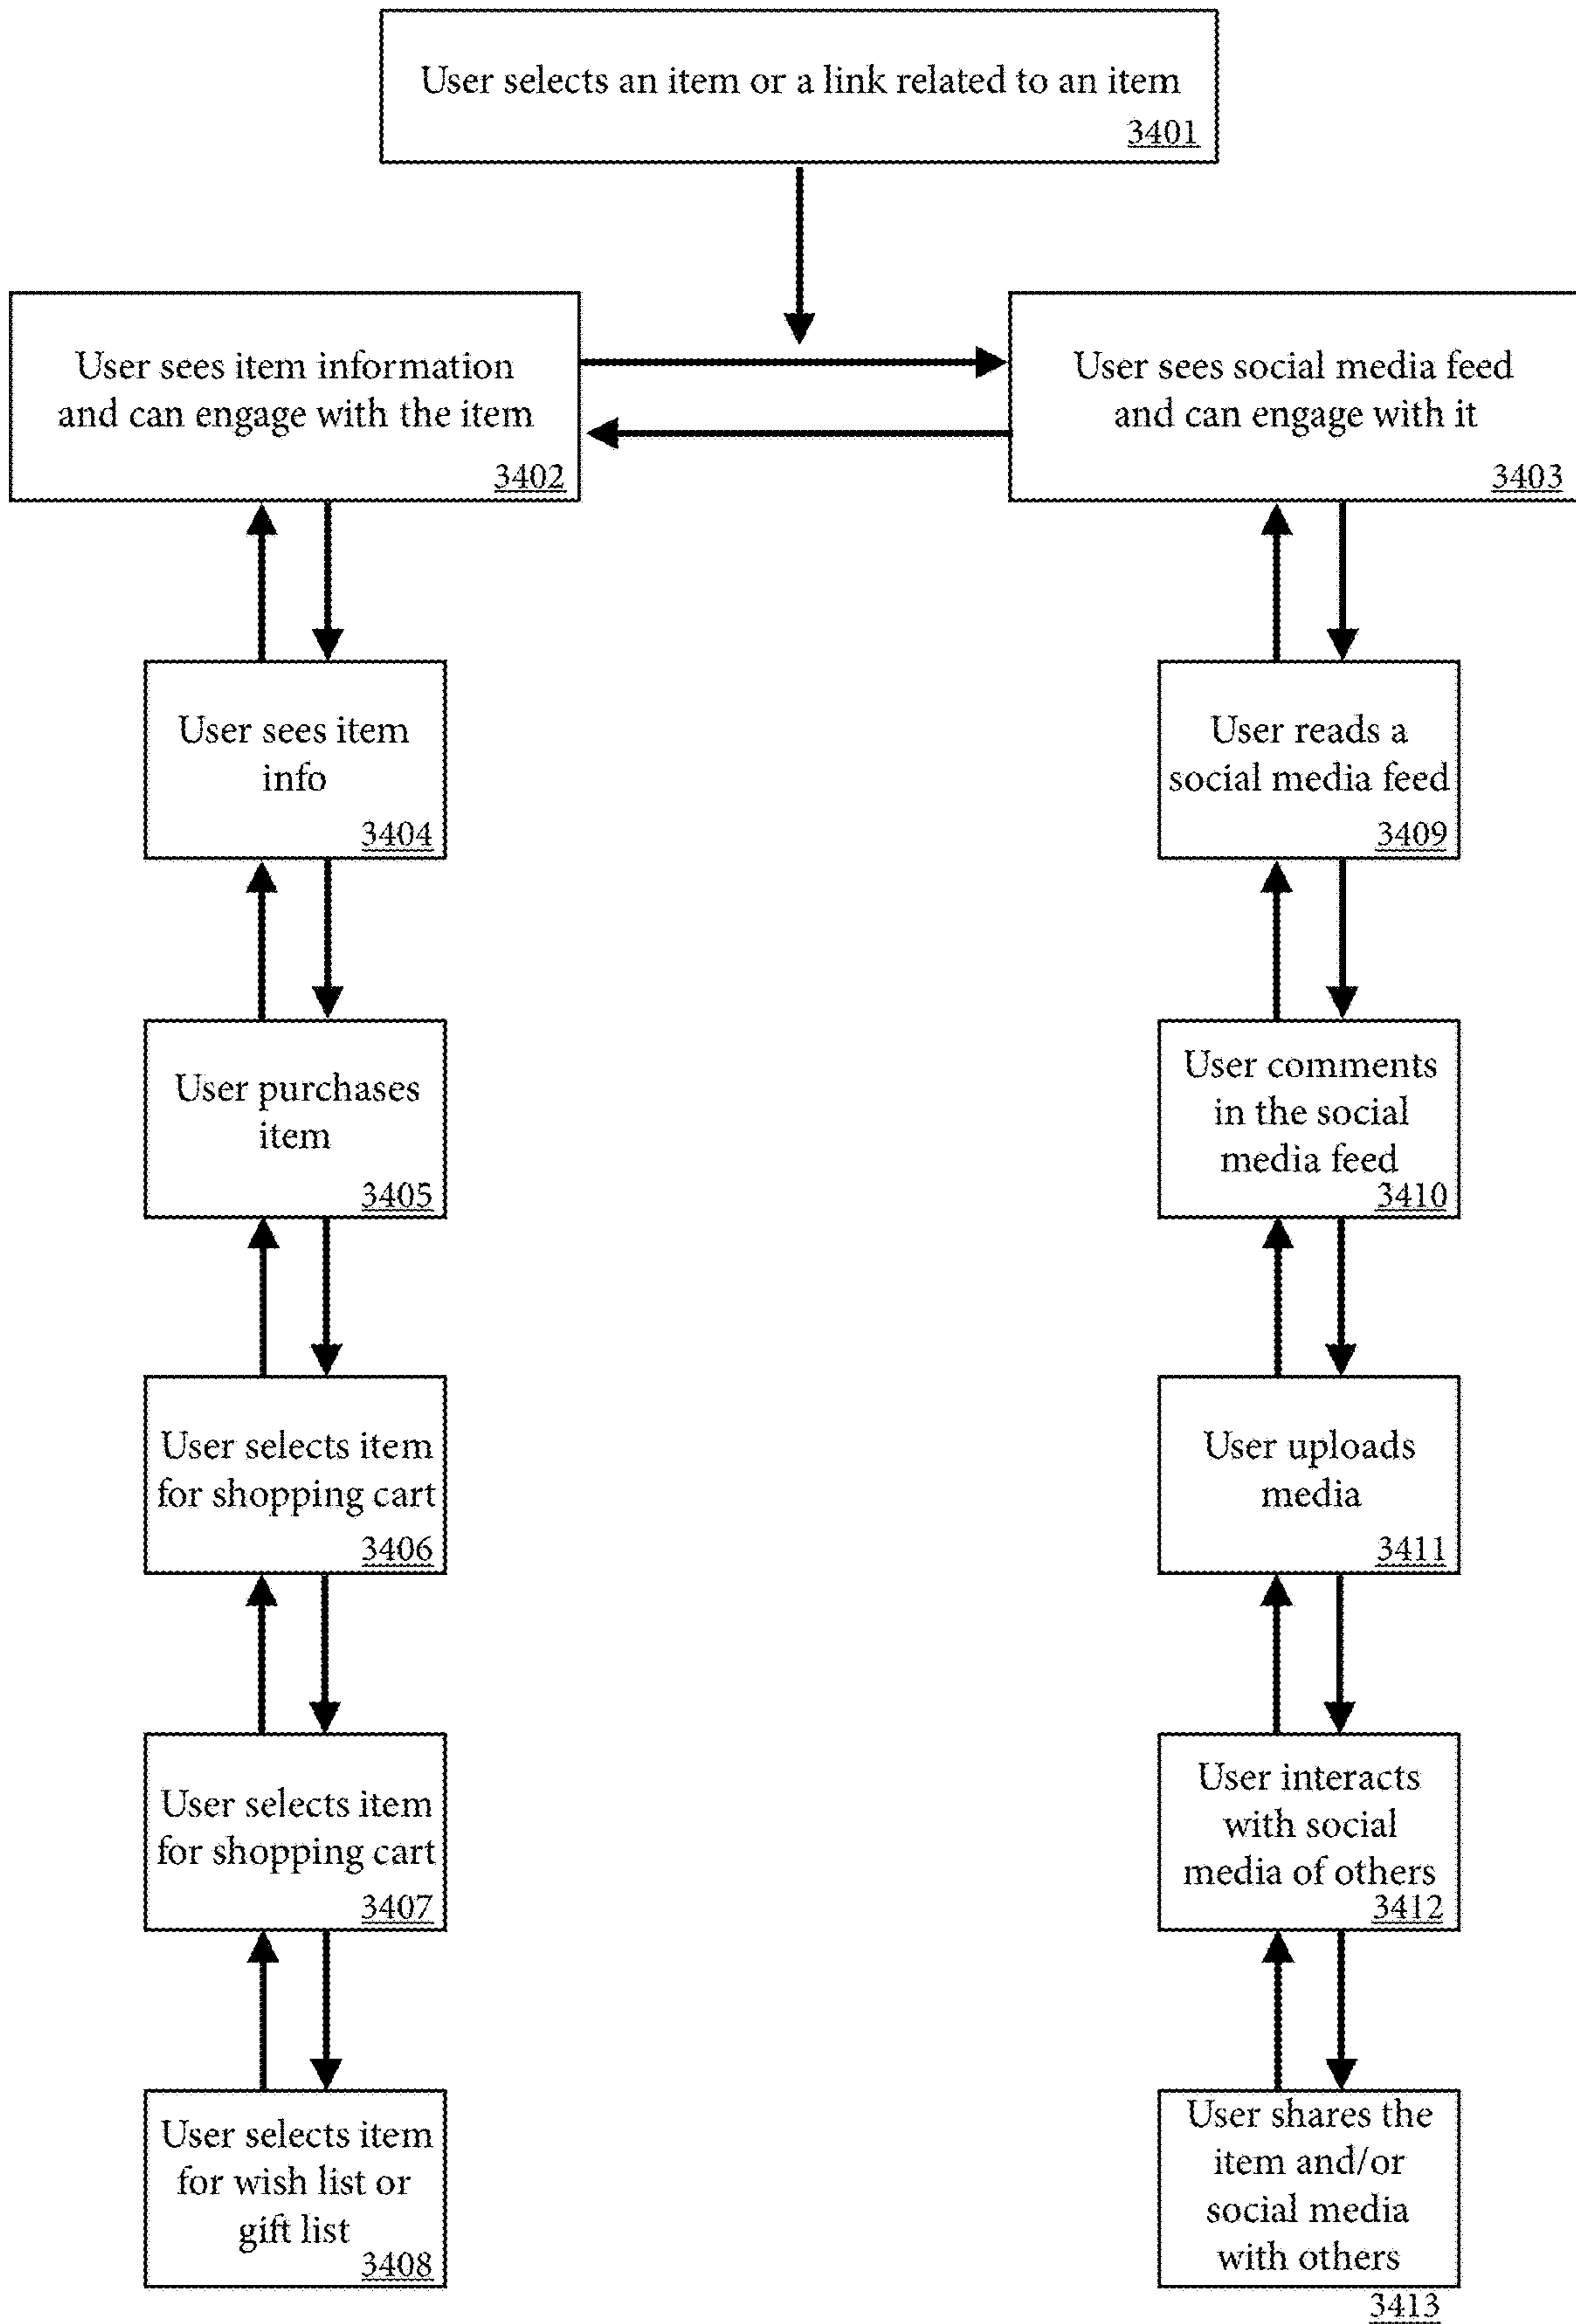 User selects an item or a link related to an item
3401
User sees item information
and can engage with the item
3402
User sees social media feed
and can engage with it
3403
User sees item
info
3404
User purchases
item
3405
User selects item
for shopping cart
3406
User selects item
for shopping cart
3407
User selects item
for wish list or
gift list
3408
User reads a
social media feed
3409
User comments
in the social
media feed
3410
User uploads
media
3411
User interacts
with social
media of others
3412
User shares the
item and/or
social media
with others
3413